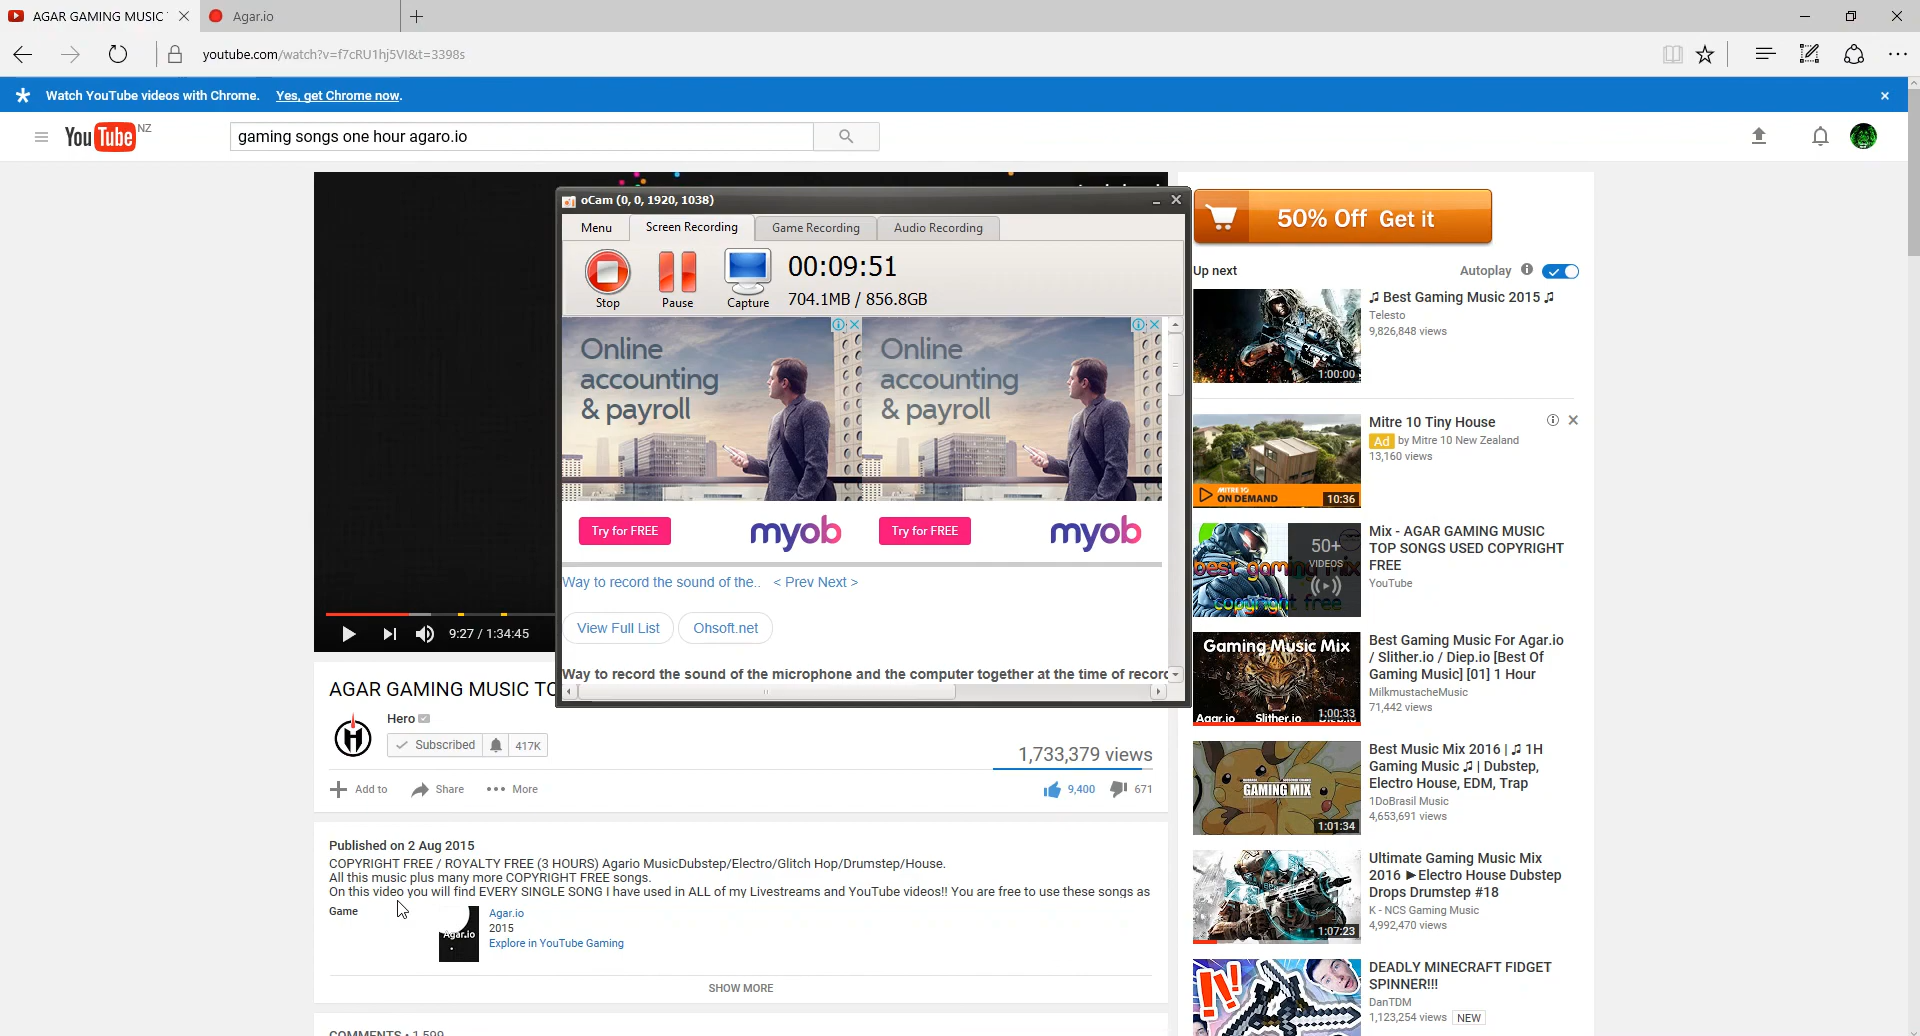 AGAR GAMING MUSIC
Agar.io
youtube.com/watch?v=f7cRU1hj5VI&t=3398s
Watch YouTube videos with Chrome. Yes, get Chrome now.
YouTube NZ
gaming songs one hour agaro.io
oCam (0, 0, 1920, 1038)
Menu
Screen Recording
Game Recording
Audio Recording
Stop
Pause
Capture
00:09:51
704.1MB / 856.8GB
Online
accounting
& payroll
Try for FREE
myob
Online
accounting
& payroll
Try for FREE
myob
Way to record the sound of the.. < Prev Next >
View Full List
Ohsoft.net
Way to record the sound of the microphone and the computer together at the time of recor
9:27 / 1:34:45
AGAR GAMING MUSIC TO
Hero
Subscribed
417K
1,733,379 views
Add to
Share
More
9,400
671
Published on 2 Aug 2015
COPYRIGHT FREE / ROYALTY FREE (3 HOURS) Agario MusicDubstep/Electro/Glitch Hop/Drumstep/House.
All this music plus many more COPYRIGHT FREE songs.
On this video you will find EVERY SINGLE SONG I have used in ALL of my Livestreams and YouTube videos!! You are free to use these songs as
Game
Agar.io
Agar.io
2015
Explore in YouTube Gaming
SHOW MORE
COMMENTS • 1,599
50% Off Get it
Up next
Autoplay
1:00:00
♫ Best Gaming Music 2015 ♫
Telesto
9,826,848 views
MITRE 10
ON DEMAND
10:36
Mitre 10 Tiny House
Ad by Mitre 10 New Zealand
13,160 views
best gaming mix
copyright free
50+
VIDEOS
Mix - AGAR GAMING MUSIC
TOP SONGS USED COPYRIGHT
FREE
YouTube
Gaming Music Mix
Agar.io Slither.io Diep.io
1:00:33
Best Gaming Music For Agar.io
/ Slither.io / Diep.io [Best Of
Gaming Music] [01] 1 Hour
MilkmustacheMusic
71,442 views
GAMING MIX
1:01:34
Best Music Mix 2016 | ♫ 1H
Gaming Music ♫ | Dubstep,
Electro House, EDM, Trap
1DoBrasil Music
4,653,691 views
1:07:23
Ultimate Gaming Music Mix
2016 ►Electro House Dubstep
Drops Drumstep #18
K - NCS Gaming Music
4,992,470 views
DEADLY MINECRAFT FIDGET
SPINNER!!!
DanTDM
1,123,254 views NEW